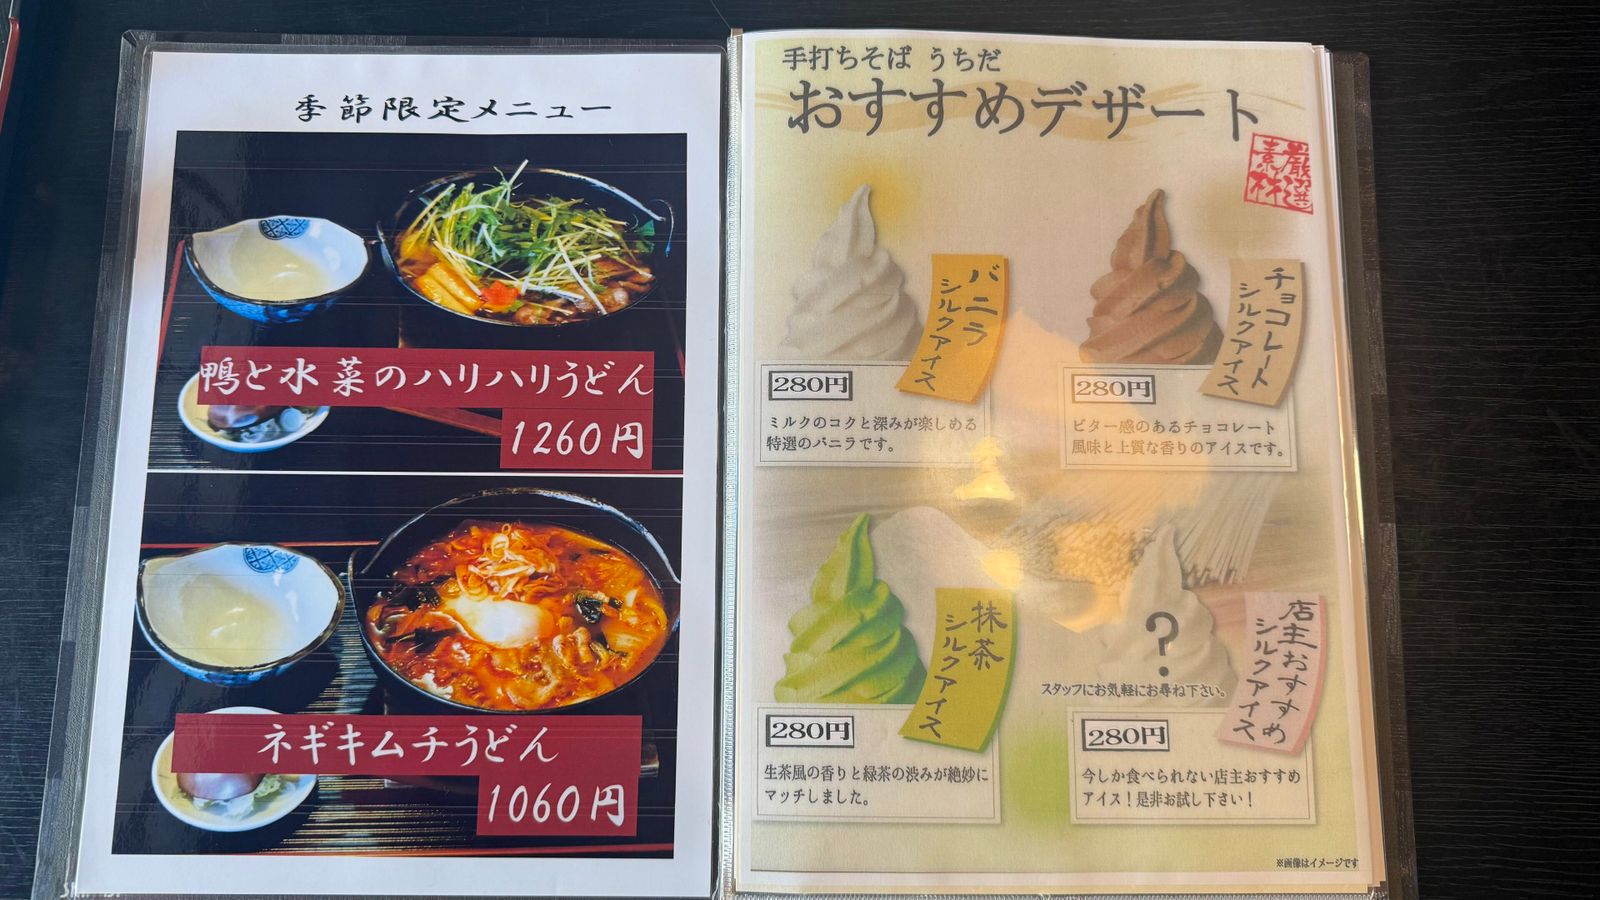 季節限定メニュー
鴨と水菜のハリハリうどん
1260円
ネギキムチうどん
1060円
手打ちそば うちだ
おすすめデザート
厳選
素材
バニラ
シルクアイス
280円
ミルクのコクと深みが楽しめる
特選のバニラです。
チョコレート
シルクアイス
280円
ビター感のあるチョコレート
風味と上質な香りのアイスです。
抹茶
シルクアイス
280円
生茶風の香りと緑茶の渋みが絶妙に
マッチしました。
?
スタッフにお気軽にお尋ね下さい。
店主おすすめ
シルクアイス
280円
今しか食べられない店主おすすめ
アイス！是非お試し下さい！
※画像はイメージです